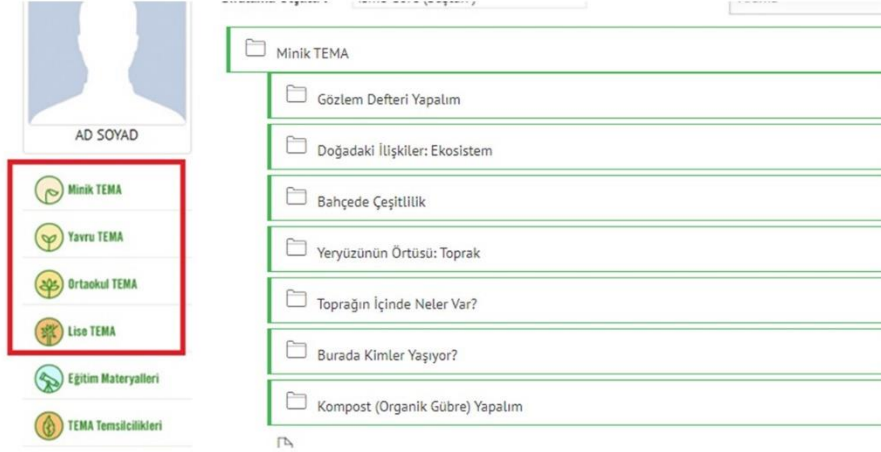 Minik TEMA
Gözlem Defteri Yapalım
AD SOYAD
Doğadaki İlişkiler: Ekosistem
Minik TEMA
Bahçede Çeşitlilik
Yavru TEMA
Yeryüzünün Örtüsü: Toprak
Ortaokul TEMA
Toprağın İçinde Neler Var?
Lise TEMA
Burada Kimler Yaşıyor?
Eğitim Materyalleri
Kompost (Organik Gübre) Yapalım
TEMA Temsilcilikleri